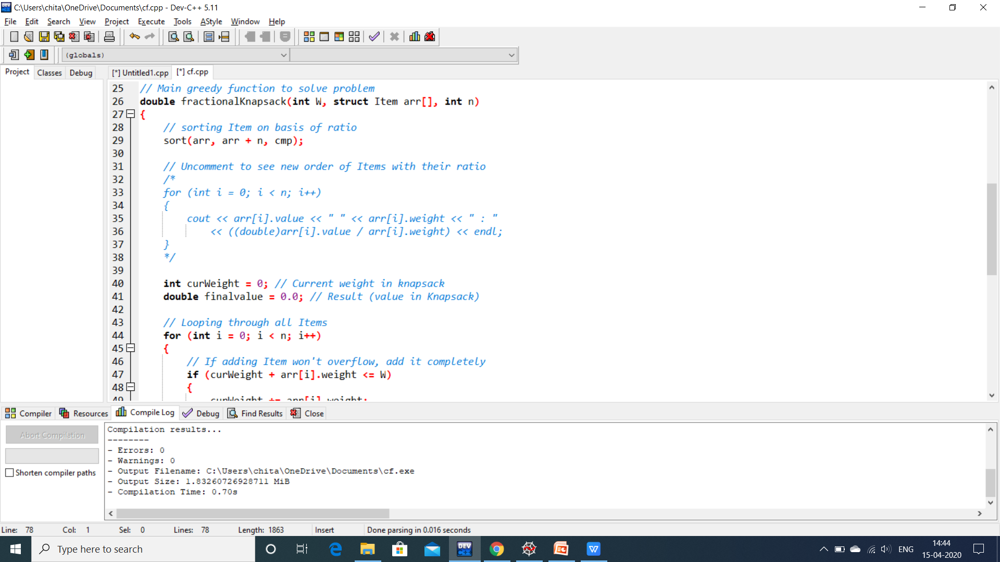 C:\Users\chita\OneDrive\Documents\cf.cpp - Dev-C++ 5.11
File Edit Search View Project Execute Tools AStyle Window Help
(globals)
Project Classes Debug [*] Untitled1.cpp [*] cf.cpp
25 // Main greedy function to solve problem
26 double fractionalKnapsack(int W, struct Item arr[], int n)
27 {
28 // sorting Item on basis of ratio
29 sort(arr, arr + n, cmp);
30
31 // Uncomment to see new order of Items with their ratio
32 /*
33 for (int i = 0; i < n; i++)
34 {
35 cout << arr[i].value << " " << arr[i].weight << " : "
36 << ((double)arr[i].value / arr[i].weight) << endl;
37 }
38 */
39
40 int curWeight = 0; // Current weight in knapsack
41 double finalvalue = 0.0; // Result (value in Knapsack)
42
43 // Looping through all Items
44 for (int i = 0; i < n; i++)
45 {
46 // If adding Item won't overflow, add it completely
47 if (curWeight + arr[i].weight <= W)
48 {
49 curWeight += arr[i].weight;
Compiler Resources Compile Log Debug Find Results Close
Abort Compilation
Shorten compiler paths
Compilation results...
--------
- Errors: 0
- Warnings: 0
- Output Filename: C:\Users\chita\OneDrive\Documents\cf.exe
- Output Size: 1.83260726928711 MiB
- Compilation Time: 0.70s
Line: 78 Col: 1 Sel: 0 Lines: 78 Length: 1863 Insert Done parsing in 0.016 seconds
Type here to search
DEV C++
W
ENG
14:44
15-04-2020